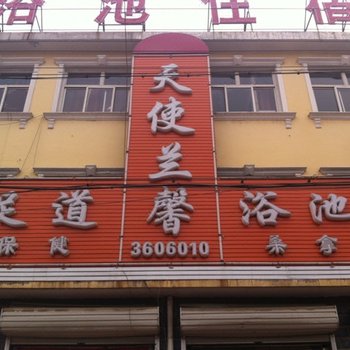 浴池住宿
天使兰馨
足道 浴池
保健 3606010 桑拿